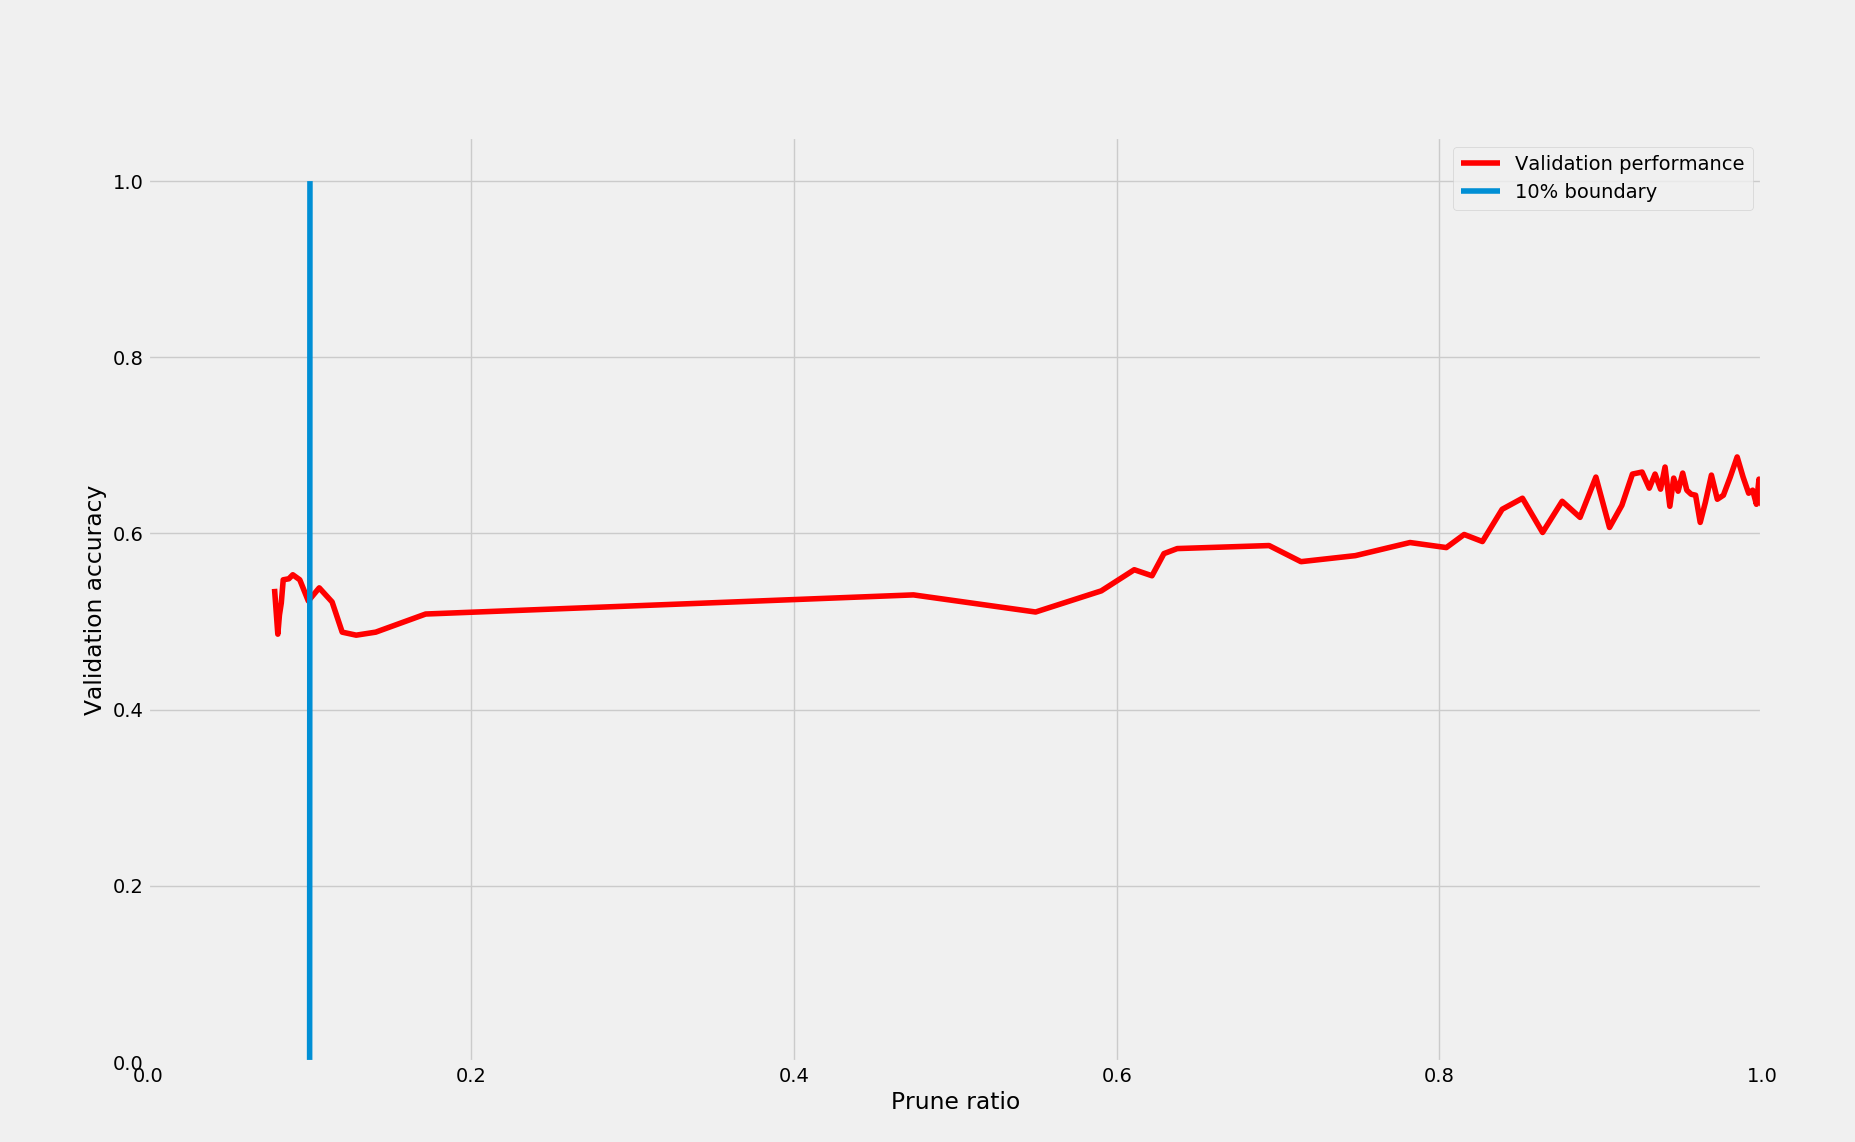 Validation performance
10% boundary
1.0
0.8
0.6
0.4
0.2
0.0
Validation accuracy
0.0 0.2 0.4 0.6 0.8 1.0
Prune ratio